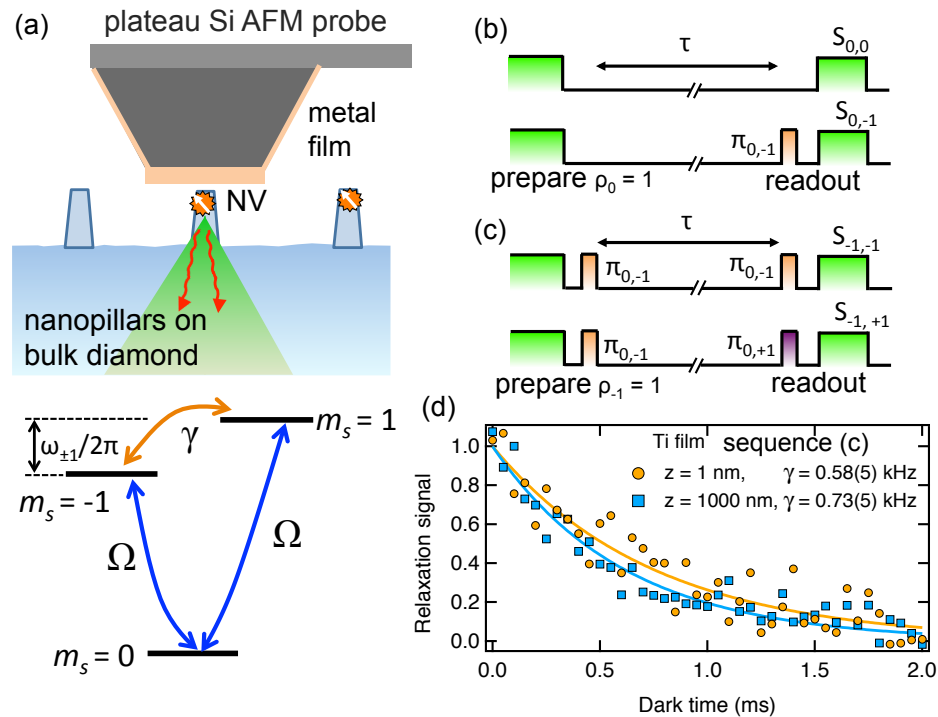 (a)
plateau Si AFM probe
metal
film
NV
nanopillars on
bulk diamond
ω±1/2π
γ
mₛ = 1
mₛ = -1
Ω
Ω
mₛ = 0
(b)
τ
S0,0
π0,-1
S0,-1
prepare ρ0 = 1
readout
(c)
τ
π0,-1
π0,-1
S-1,-1
π0,-1
π0,+1
S-1, +1
prepare ρ-1 = 1
readout
(d)
Ti film
sequence (c)
z = 1 nm, γ = 0.58(5) kHz
z = 1000 nm, γ = 0.73(5) kHz
Relaxation signal
1.0
0.8
0.6
0.4
0.2
0.0
0.0
0.5
1.0
1.5
2.0
Dark time (ms)